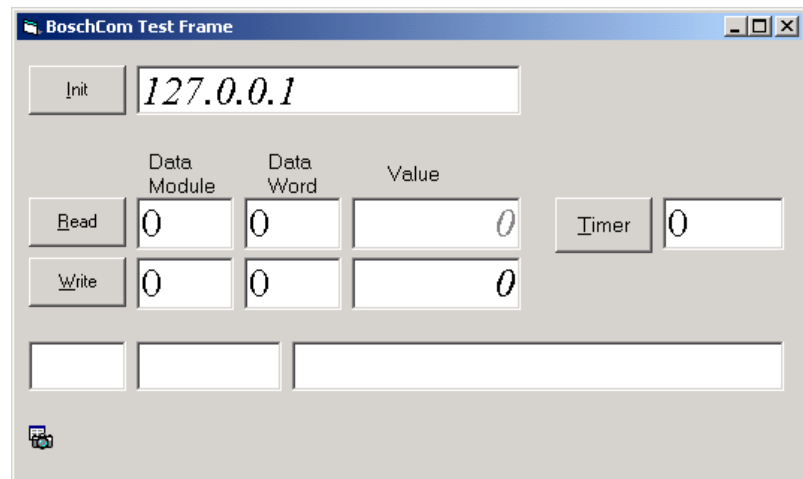 BoschCom Test Frame
Init 127.0.0.1
Data Module Data Word Value
Read 0 0 0 Timer 0
Write 0 0 0